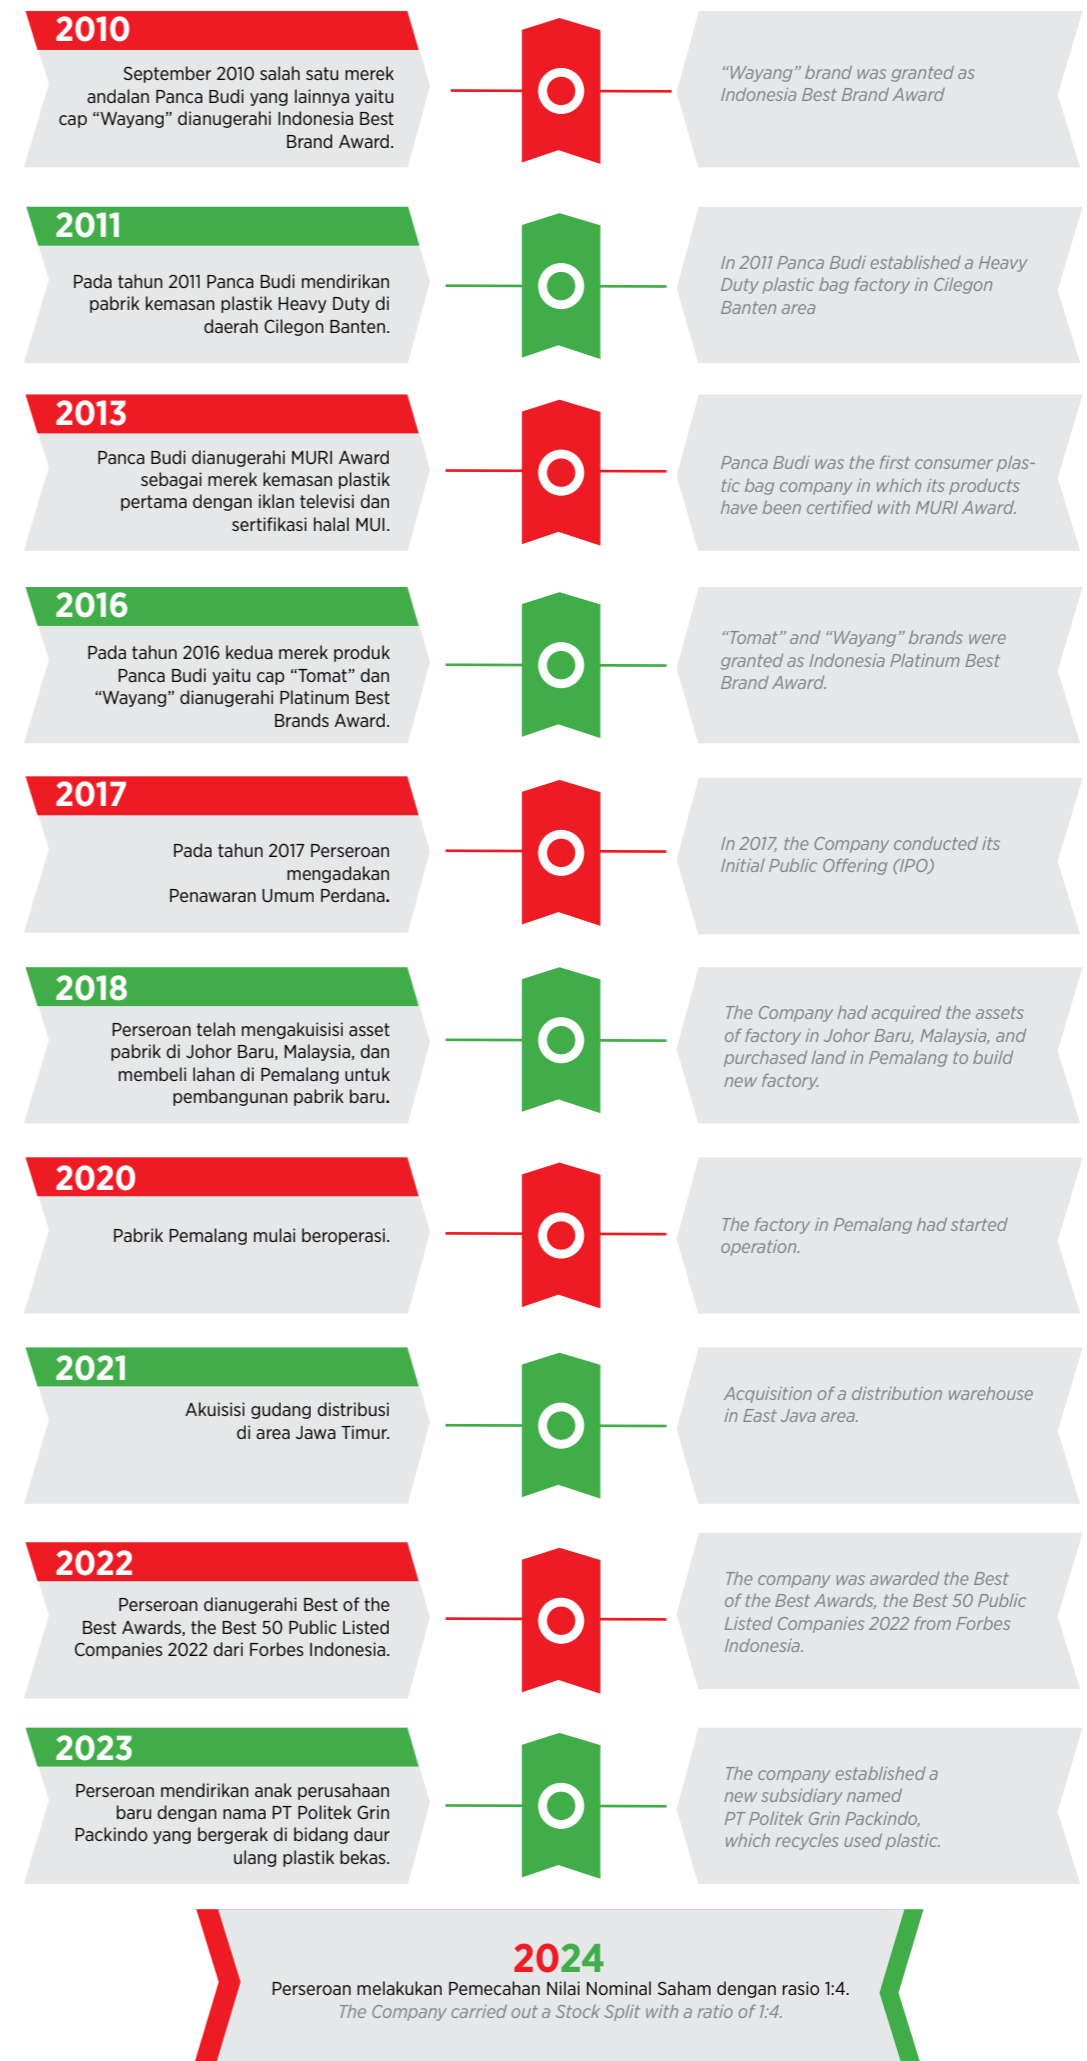 2010
September 2010 salah satu merek
andalan Panca Budi yang lainnya yaitu
cap “Wayang” dianugerahi Indonesia Best
Brand Award.
“Wayang” brand was granted as
Indonesia Best Brand Award
2011
Pada tahun 2011 Panca Budi mendirikan
pabrik kemasan plastik Heavy Duty di
daerah Cilegon Banten.
In 2011 Panca Budi established a Heavy
Duty plastic bag factory in Cilegon
Banten area
2013
Panca Budi dianugerahi MURI Award
sebagai merek kemasan plastik
pertama dengan iklan televisi dan
sertifikasi halal MUI.
Panca Budi was the first consumer plas-
tic bag company in which its products
have been certified with MURI Award.
2016
Pada tahun 2016 kedua merek produk
Panca Budi yaitu cap “Tomat” dan
“Wayang” dianugerahi Platinum Best
Brands Award.
“Tomat” and “Wayang” brands were
granted as Indonesia Platinum Best
Brand Award.
2017
Pada tahun 2017 Perseroan
mengadakan
Penawaran Umum Perdana.
In 2017, the Company conducted its
Initial Public Offering (IPO)
2018
Perseroan telah mengakuisisi asset
pabrik di Johor Baru, Malaysia, dan
membeli lahan di Pemalang untuk
pembangunan pabrik baru.
The Company had acquired the assets
of factory in Johor Baru, Malaysia, and
purchased land in Pemalang to build
new factory.
2020
Pabrik Pemalang mulai beroperasi.
The factory in Pemalang had started
operation.
2021
Akuisisi gudang distribusi
di area Jawa Timur.
Acquisition of a distribution warehouse
in East Java area.
2022
Perseroan dianugerahi Best of the
Best Awards, the Best 50 Public Listed
Companies 2022 dari Forbes Indonesia.
The company was awarded the Best
of the Best Awards, the Best 50 Public
Listed Companies 2022 from Forbes
Indonesia.
2023
Perseroan mendirikan anak perusahaan
baru dengan nama PT Politek Grin
Packindo yang bergerak di bidang daur
ulang plastik bekas.
The company established a
new subsidiary named
PT Politek Grin Packindo,
which recycles used plastic.
2024
Perseroan melakukan Pemecahan Nilai Nominal Saham dengan rasio 1:4.
The Company carried out a Stock Split with a ratio of 1:4.